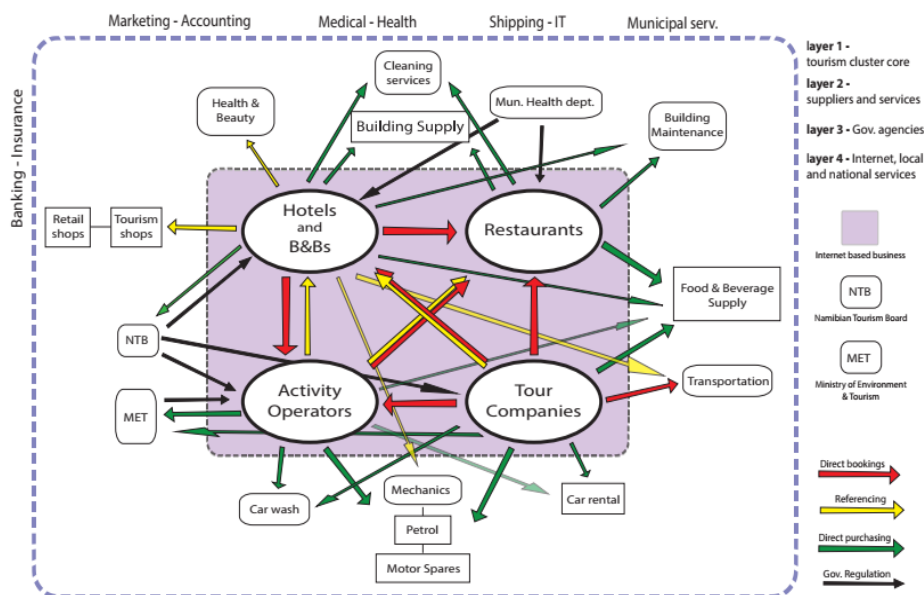 Marketing - Accounting
Medical - Health
Shipping - IT
Municipal serv.
Banking - Insurance
layer 1 -
tourism cluster core
layer 2 -
suppliers and services
layer 3 - Gov. agencies
layer 4 - Internet, local
and national services
Cleaning
services
Health &
Beauty
Mun. Health dept.
Building Supply
Building
Maintenance
Hotels
and
B&Bs
Restaurants
Retail
shops
Tourism
shops
Internet based business
Food & Beverage
Supply
NTB
NTB
Namibian Tourism Board
Activity
Operators
Tour
Companies
Transportation
MET
MET
Ministry of Environment
& Tourism
Car wash
Mechanics
Car rental
Petrol
Motor Spares
Direct bookings
Referencing
Direct purchasing
Gov. Regulation